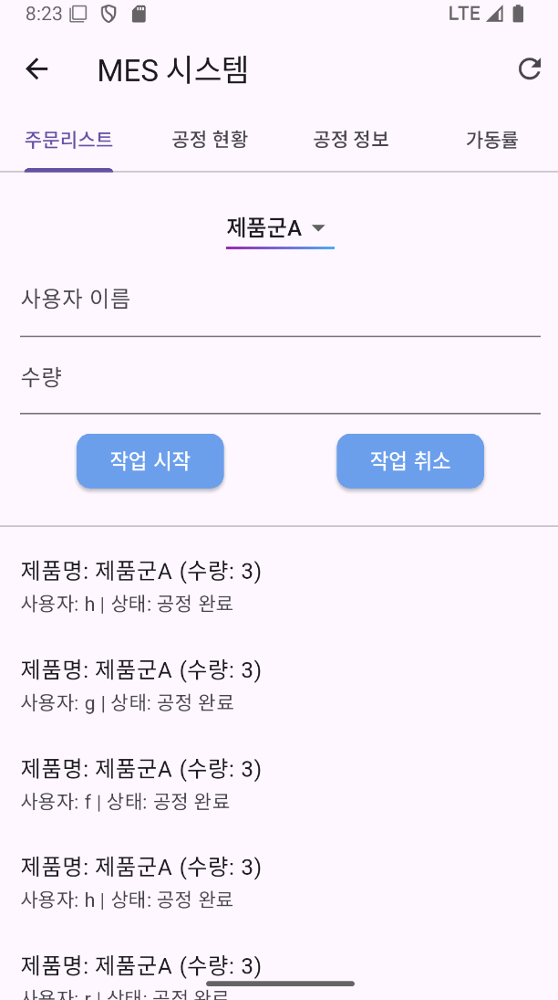 8:23 LTE
MES 시스템
주문리스트 공정 현황 공정 정보 가동률
제품군A
사용자 이름
수량
작업 시작 작업 취소
제품명: 제품군A (수량: 3)
사용자: h | 상태: 공정 완료
제품명: 제품군A (수량: 3)
사용자: g | 상태: 공정 완료
제품명: 제품군A (수량: 3)
사용자: f | 상태: 공정 완료
제품명: 제품군A (수량: 3)
사용자: h | 상태: 공정 완료
제품명: 제품군A (수량: 3)
사용자: r | 상태: 공정 완료